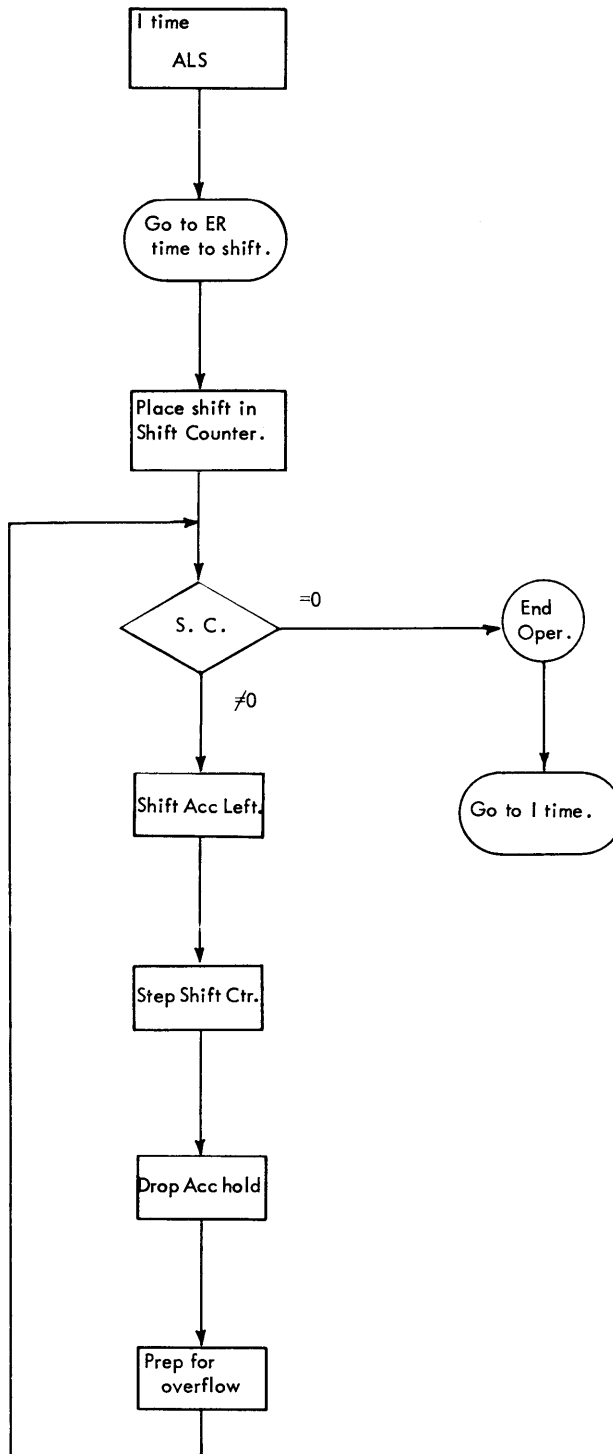 I time
ALS
Go to ER
time to shift.
Place shift in
Shift Counter.
S. C.
=0
End
Oper.
≠0
Shift Acc Left.
Go to I time.
Step Shift Ctr.
Drop Acc hold
Prep for
overflow